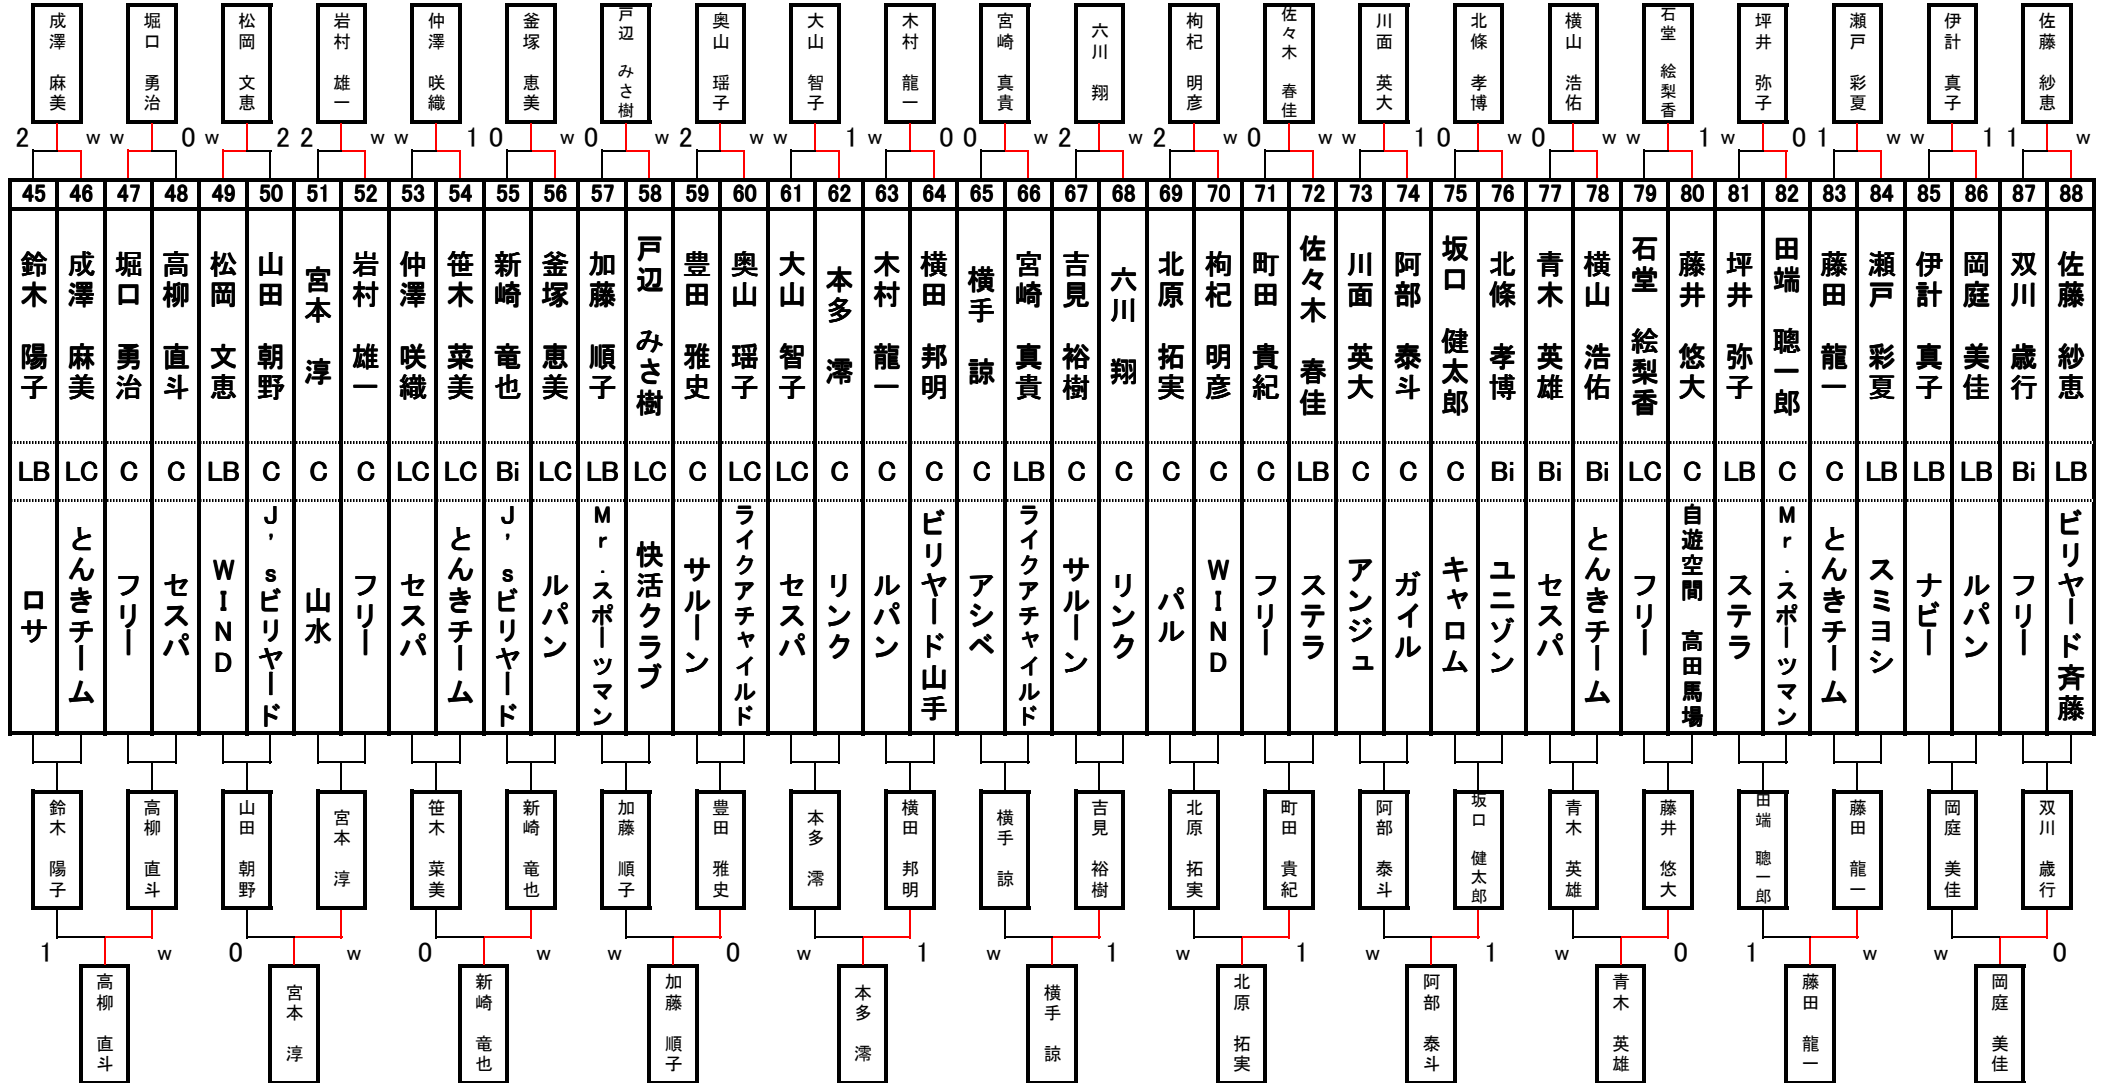 成澤 麻美 堀口 勇治 松岡 文恵 岩村 雄一 仲澤 咲織 釜塚 恵美 戸辺 みさ樹 奥山 瑶子 大山 智子 木村 龍一 宮崎 真貴 六川 翔 枸杞 明彦 佐々木 春佳 川面 英大 北條 孝博 横山 浩佑 石堂 絵梨香 坪井 弥子 瀬戸 彩夏 伊計 真子 佐藤 紗恵
2 w w 0 w 2 2 w w 1 0 w 0 w 2 w w 1 w 0 0 w 2 w 2 w 0 w w 1 0 w 0 w w 1 w 0 1 w w 1 1 w
45 46 47 48 49 50 51 52 53 54 55 56 57 58 59 60 61 62 63 64 65 66 67 68 69 70 71 72 73 74 75 76 77 78 79 80 81 82 83 84 85 86 87 88
鈴木 陽子 成澤 麻美 堀口 勇治 高柳 直斗 松岡 文恵 山田 朝野 宮本 淳 岩村 雄一 仲澤 咲織 笹木 菜美 新崎 竜也 釜塚 恵美 加藤 順子 戸辺 みさ樹 豊田 雅史 奥山 瑶子 大山 智子 本多 澪 木村 龍一 横田 邦明 横手 諒 宮崎 真貴 吉見 裕樹 六川 翔 北原 拓実 枸杞 明彦 町田 貴紀 佐々木 春佳 川面 英大 阿部 泰斗 坂口 健太郎 北條 孝博 青木 英雄 横山 浩佑 石堂 絵梨香 藤井 悠大 坪井 弥子 田端 聰一郎 藤田 龍一 瀬戸 彩夏 伊計 真子 岡庭 美佳 双川 歳行 佐藤 紗恵
LB LC C C LB C C C LC LC Bi LC LB LC C LC LC C C C C LB C C C C C LB C C C Bi Bi Bi LC C LB C C LB LB LB Bi LB
ロサ とんきチーム フリー セスパ WIND J'sビリヤード 山水 フリー セスパ とんきチーム J'sビリヤード ルパン Mr.スポーツマン 快活クラブ サルーン ライクアチャイルド セスパ リンク ルパン ビリヤード山手 アシベ ライクアチャイルド サルーン リンク パル WIND フリー ステラ アンジュ ガイル キャロム ユニゾン セスパ とんきチーム フリー 自遊空間 高田馬場 ステラ Mr.スポーツマン とんきチーム スミヨシ ナビー ルパン フリー ビリヤード斉藤
鈴木 陽子 高柳 直斗 山田 朝野 宮本 淳 笹木 菜美 新崎 竜也 加藤 順子 豊田 雅史 本多 澪 横田 邦明 横手 諒 吉見 裕樹 北原 拓実 町田 貴紀 阿部 泰斗 坂口 健太郎 青木 英雄 藤井 悠大 田端 聰一郎 藤田 龍一 岡庭 美佳 双川 歳行
1 w 0 w 0 w w 0 w 1 w 1 w 1 w 1 w 0 1 w w 0
高柳 直斗 宮本 淳 新崎 竜也 加藤 順子 本多 澪 横手 諒 北原 拓実 阿部 泰斗 青木 英雄 藤田 龍一 岡庭 美佳